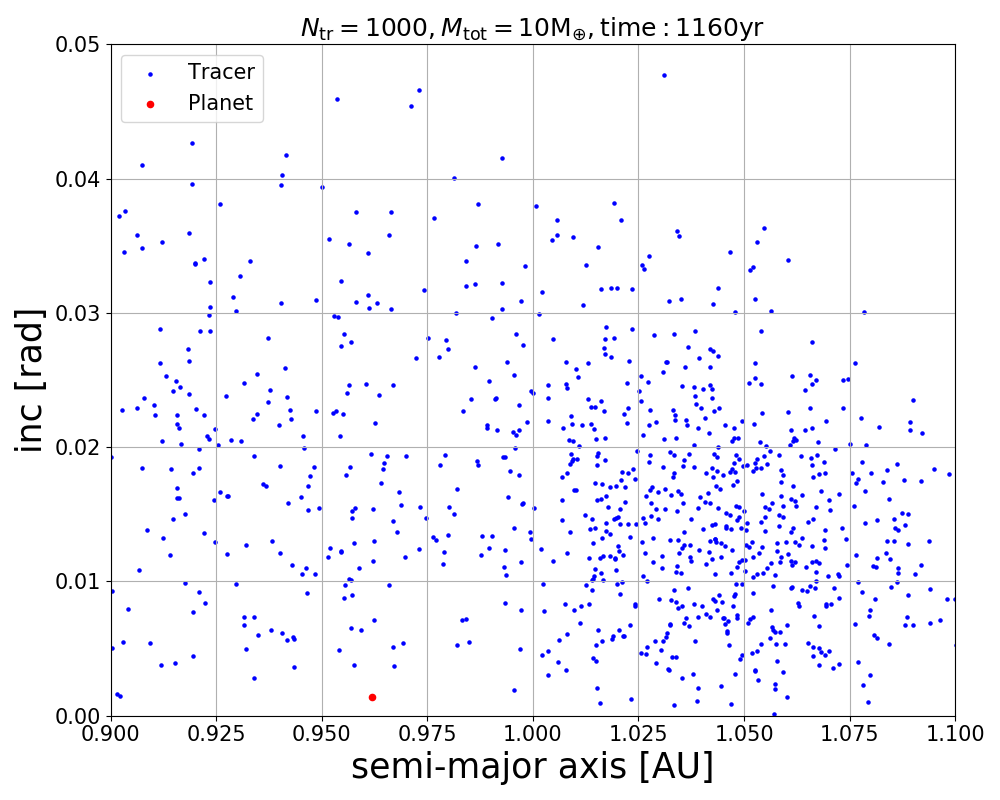 N_tr = 1000, M_tot = 10M_⊕, time : 1160yr
Tracer
Planet
0.05
0.04
0.03
0.02
0.01
0.00
inc [rad]
0.900 0.925 0.950 0.975 1.000 1.025 1.050 1.075 1.100
semi-major axis [AU]